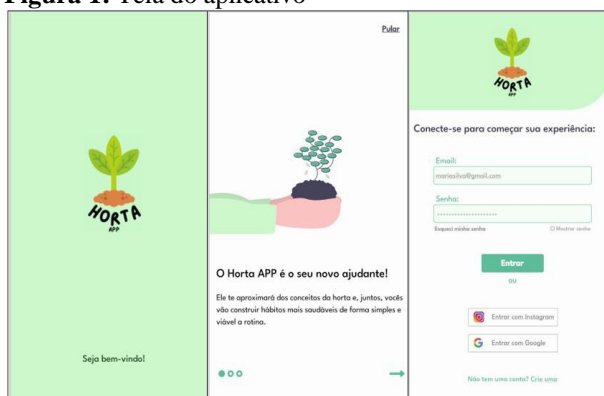 Figura 1. Tela do aplicativo
HORTA
APP
Seja bem-vindo!
Pular
O Horta APP é o seu novo ajudante!
Ele te aproximará dos conceitos da horta e, juntos, vocês
vão construir hábitos mais saudáveis de forma simples e
viável a rotina.
HORTA
APP
Conecte-se para começar sua experiência:
Email:
mariasilva@gmail.com
Senha:
Esqueci minha senha
Mostrar senha
Entrar
ou
Entrar com Instagram
Entrar com Google
Não tem uma conta? Crie uma